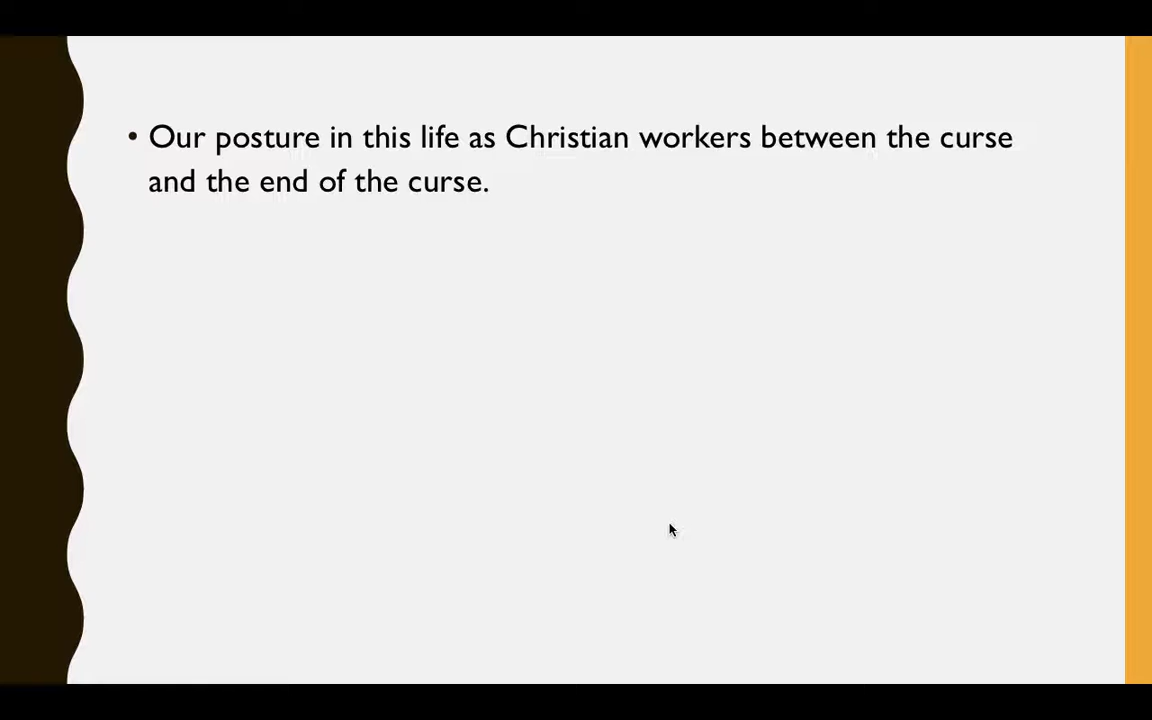 • Our posture in this life as Christian workers between the curse
and the end of the curse.